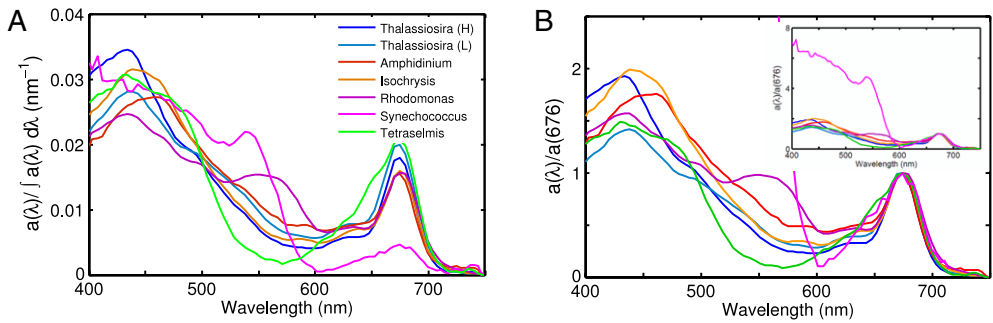 A
a(λ)/ ∫ a(λ) dλ (nm⁻¹)
0.04
0.03
0.02
0.01
0
400
500
600
700
Wavelength (nm)
Thalassiosira (H)
Thalassiosira (L)
Amphidinium
Isochrysis
Rhodomonas
Synechococcus
Tetraselmis
B
a(λ)/a(676)
2
1
0
400
500
600
700
Wavelength (nm)
a(λ)/a(676)
8
6
4
2
0
400
500
600
700
Wavelength (nm)